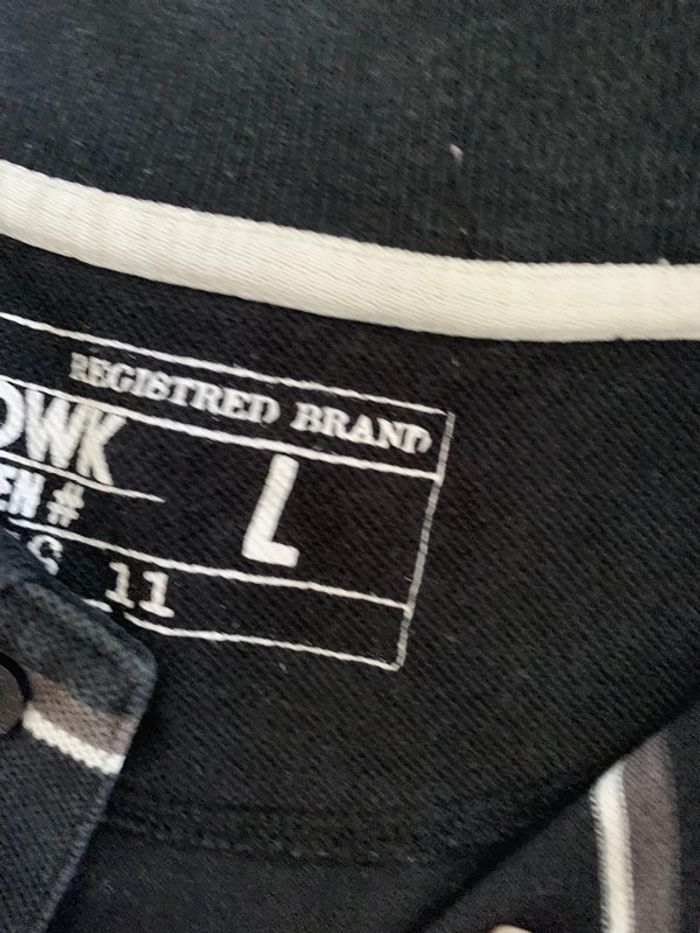 REGISTRED BRAND
OWK
EN # L
11